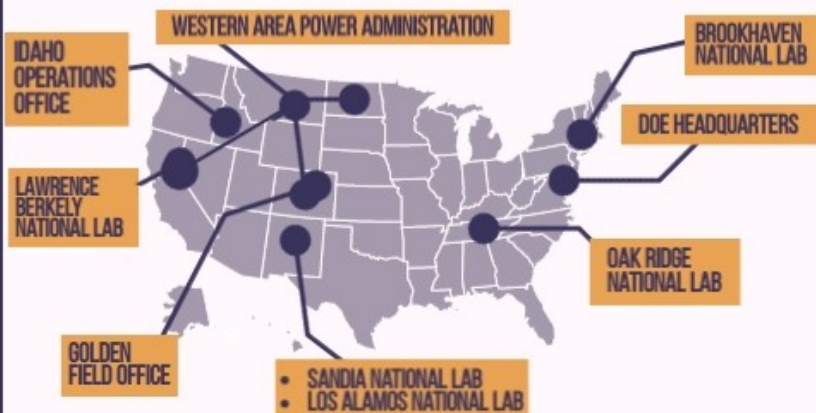 WESTERN AREA POWER ADMINISTRATION
BROOKHAVEN
NATIONAL LAB
IDAHO
OPERATIONS
OFFICE
DOE HEADQUARTERS
LAWRENCE
BERKELY
NATIONAL LAB
OAK RIDGE
NATIONAL LAB
GOLDEN
FIELD OFFICE
• SANDIA NATIONAL LAB
• LOS ALAMOS NATIONAL LAB